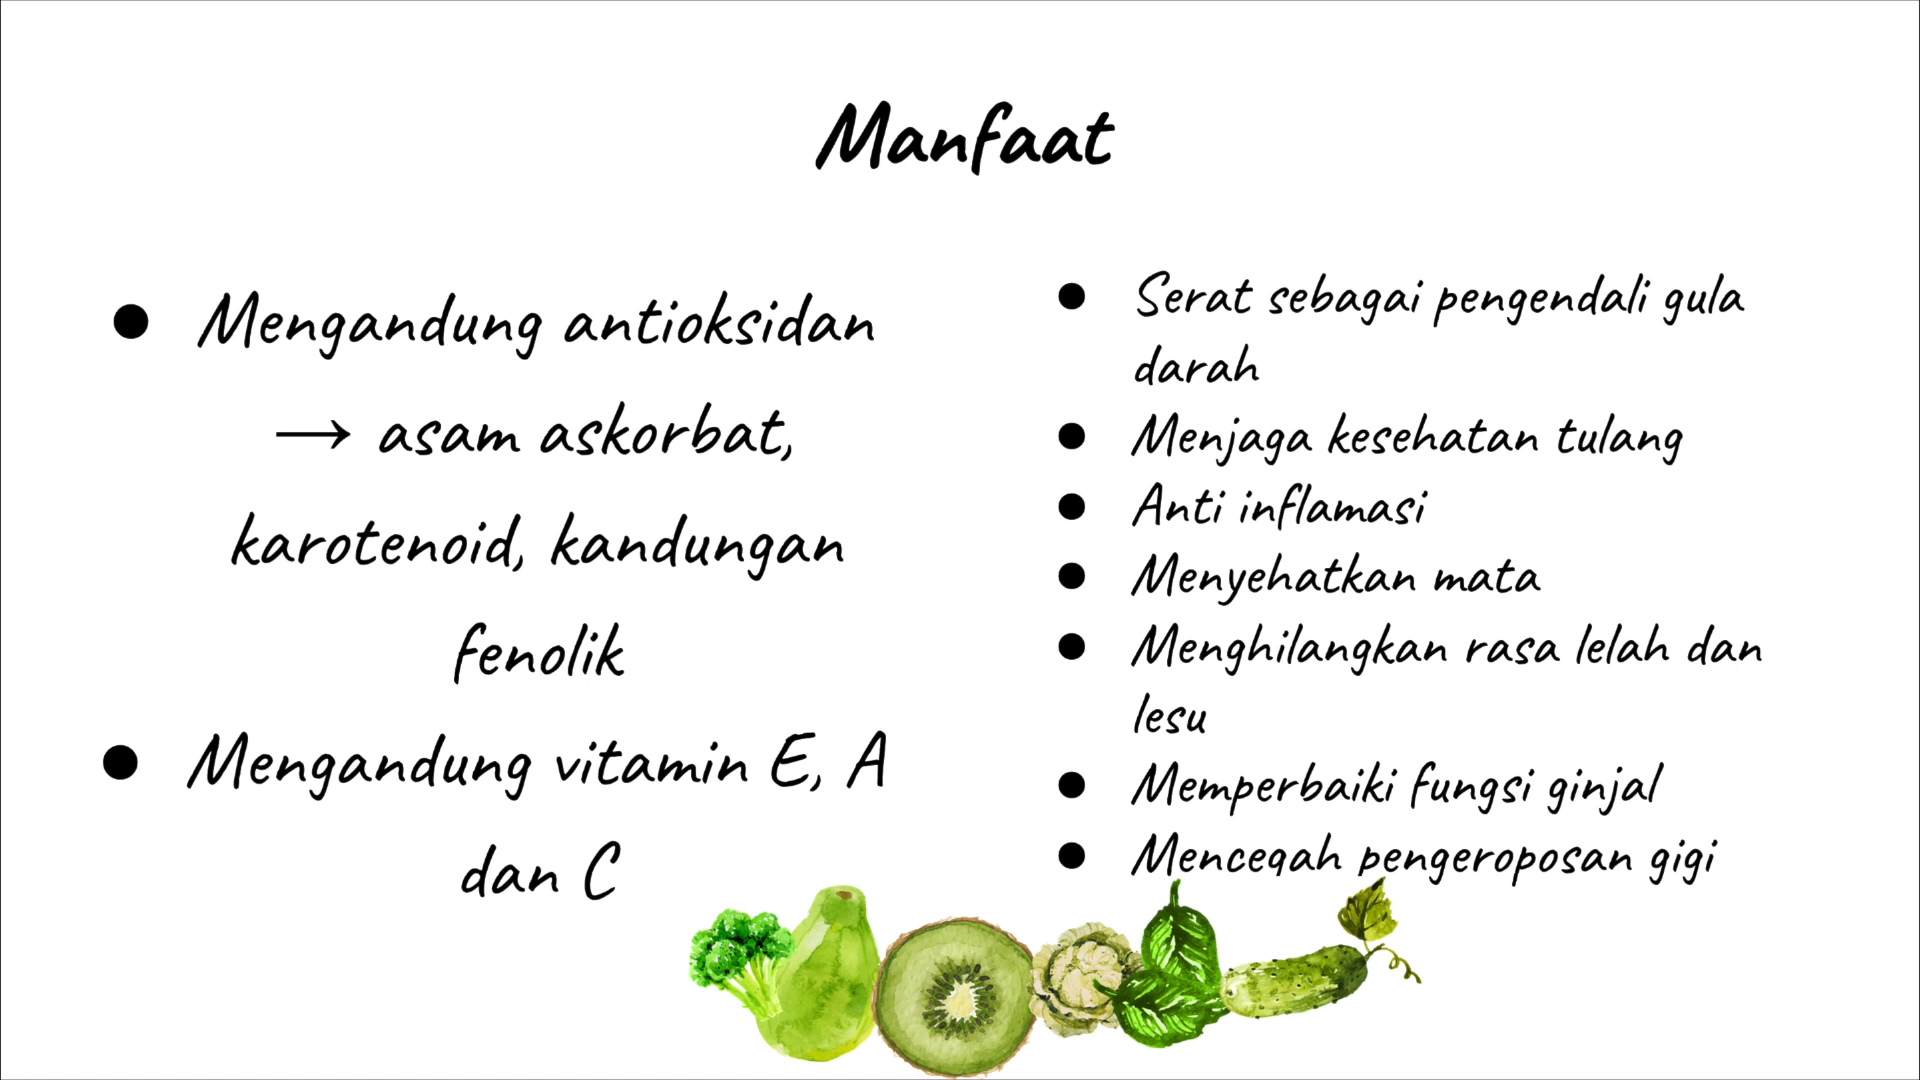 Manfaat
● Mengandung antioksidan
→ asam askorbat,
karotenoid, kandungan
fenolik
● Mengandung vitamin E, A
dan C
● Serat sebagai pengendali gula
darah
● Menjaga kesehatan tulang
● Anti inflamasi
● Menyehatkan mata
● Menghilangkan rasa lelah dan
lesu
● Memperbaiki fungsi ginjal
● Mencegah pengeroposan gigi